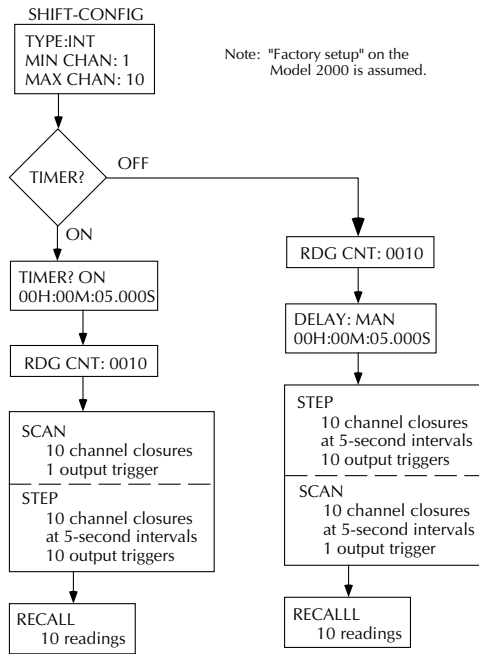 SHIFT-CONFIG
TYPE:INT
MIN CHAN: 1
MAX CHAN: 10
Note: "Factory setup" on the
Model 2000 is assumed.
TIMER?
OFF
ON
TIMER? ON
00H:00M:05.000S
RDG CNT: 0010
SCAN
10 channel closures
1 output trigger
STEP
10 channel closures
at 5-second intervals
10 output triggers
RECALL
10 readings
RDG CNT: 0010
DELAY: MAN
00H:00M:05.000S
STEP
10 channel closures
at 5-second intervals
10 output triggers
SCAN
10 channel closures
at 5-second intervals
1 output trigger
RECALLL
10 readings